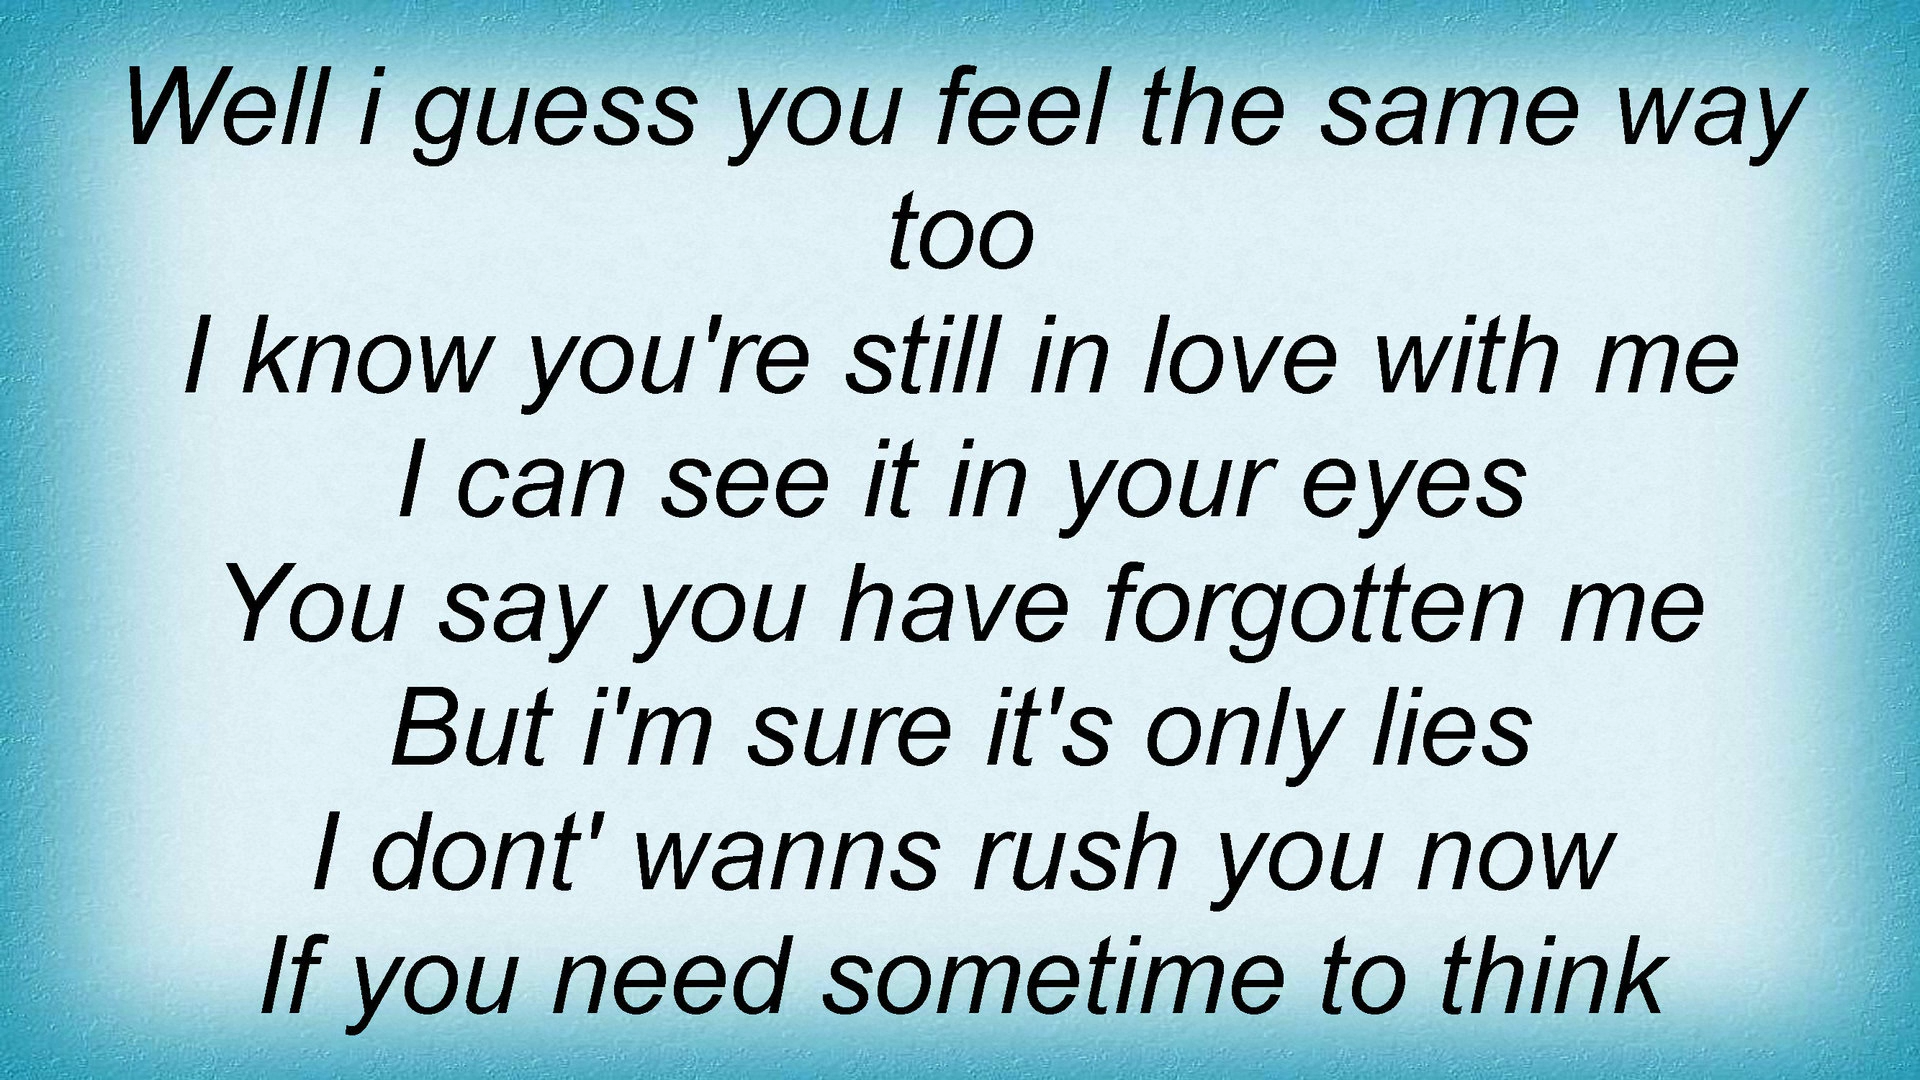 Well i guess you feel the same way
too
I know you're still in love with me
I can see it in your eyes
You say you have forgotten me
But i'm sure it's only lies
I dont' wanns rush you now
If you need sometime to think